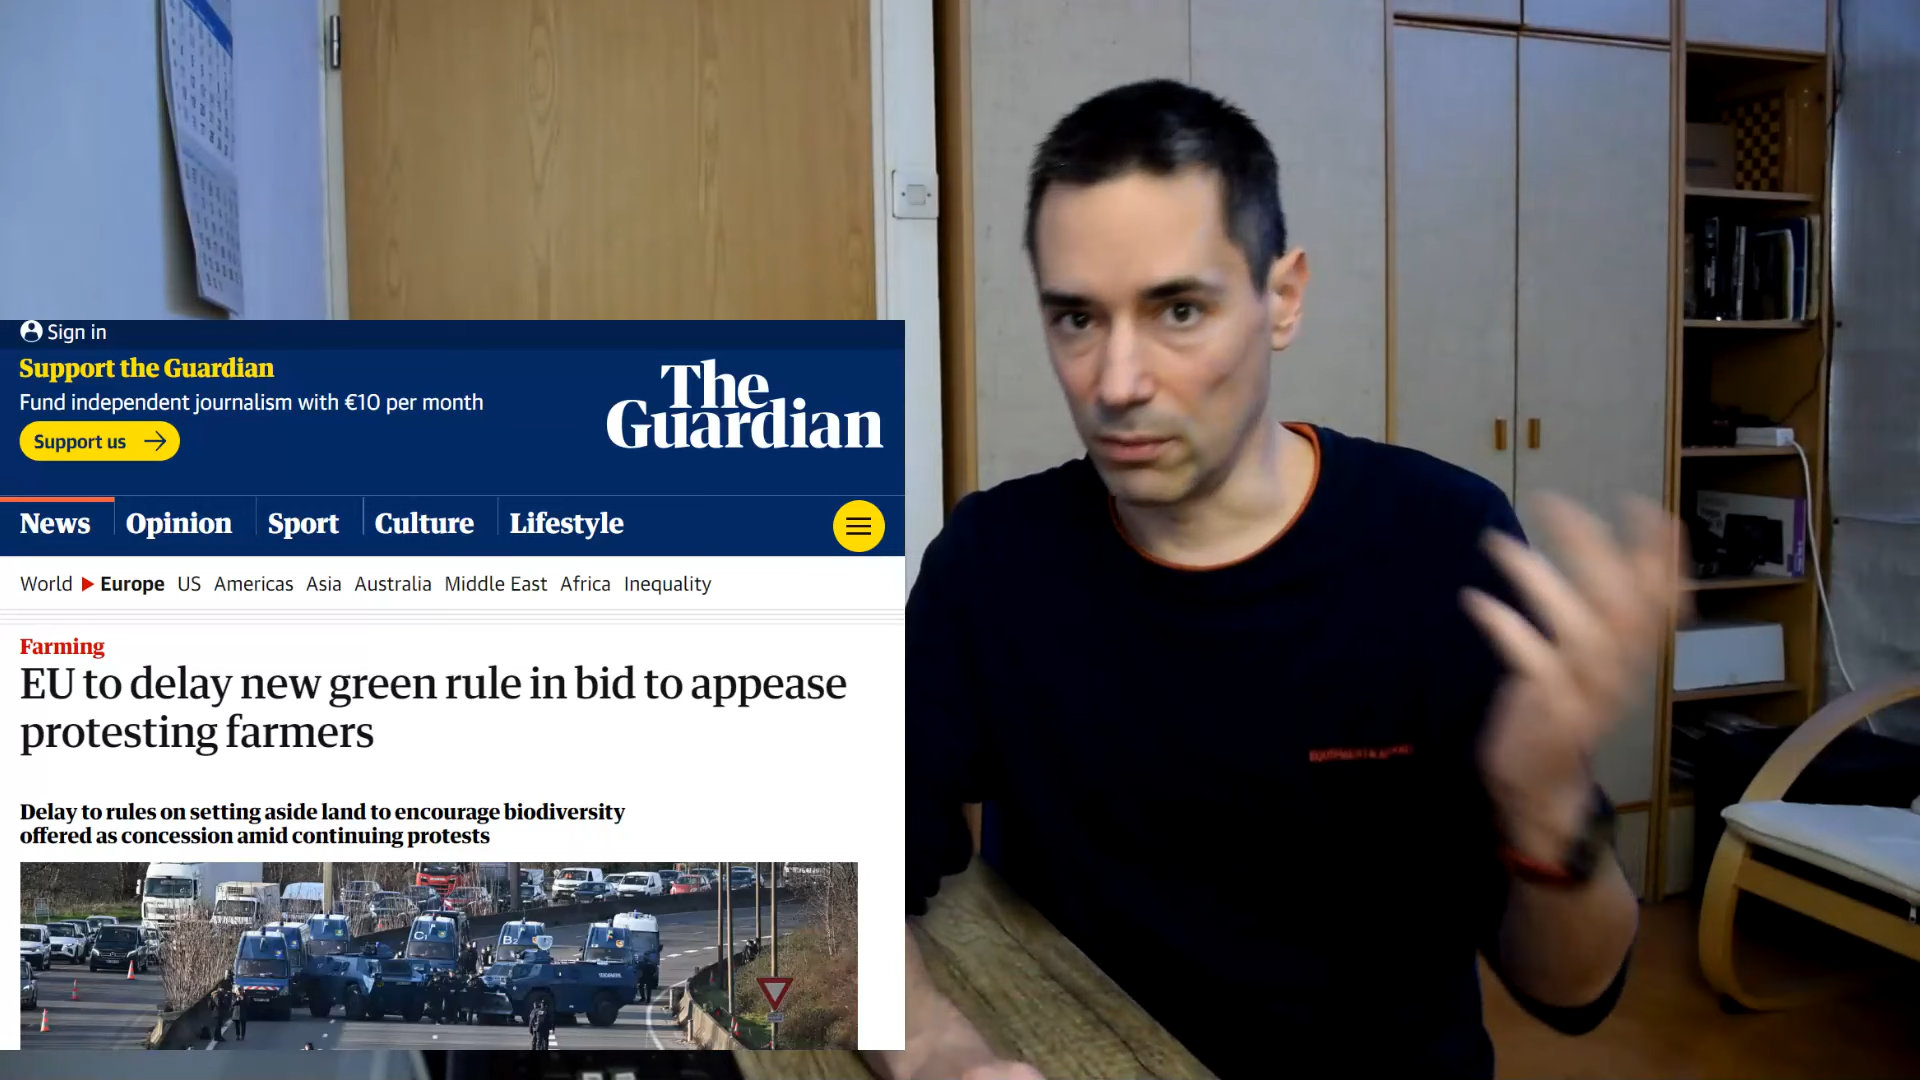 Sign in
Support the Guardian
Fund independent journalism with €10 per month
Support us
The
Guardian
News Opinion Sport Culture Lifestyle
World Europe US Americas Asia Australia Middle East Africa Inequality
Farming
EU to delay new green rule in bid to appease
protesting farmers
Delay to rules on setting aside land to encourage biodiversity
offered as concession amid continuing protests
C1
B2